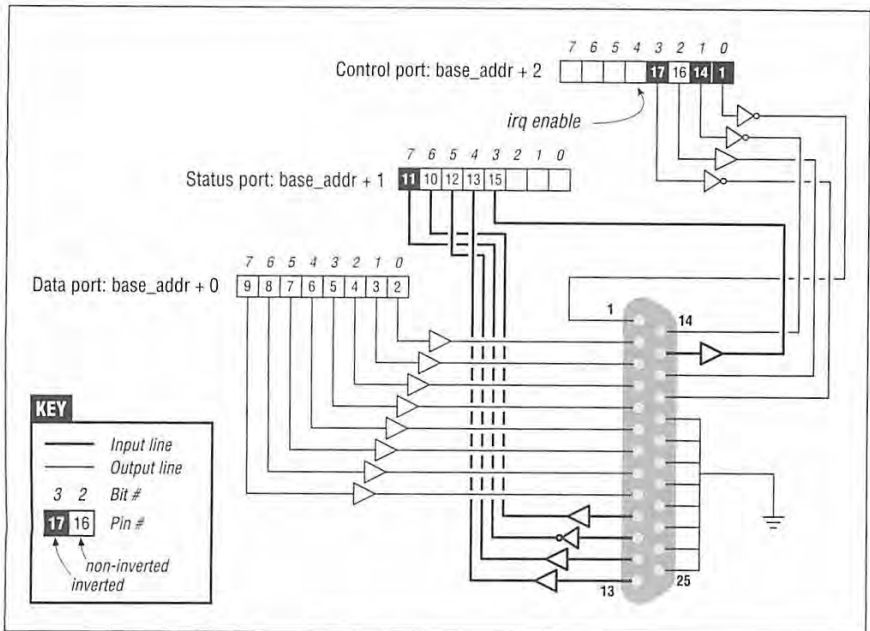 7 6 5 4 3 2 1 0
Control port: base_addr + 2
17 16 14 1
irq enable
7 6 5 4 3 2 1 0
Status port: base_addr + 1
11 10 12 13 15
7 6 5 4 3 2 1 0
Data port: base_addr + 0
9 8 7 6 5 4 3 2
1
14
KEY
Input line
Output line
3 2 Bit #
17 16 Pin #
non-inverted
inverted
13
25